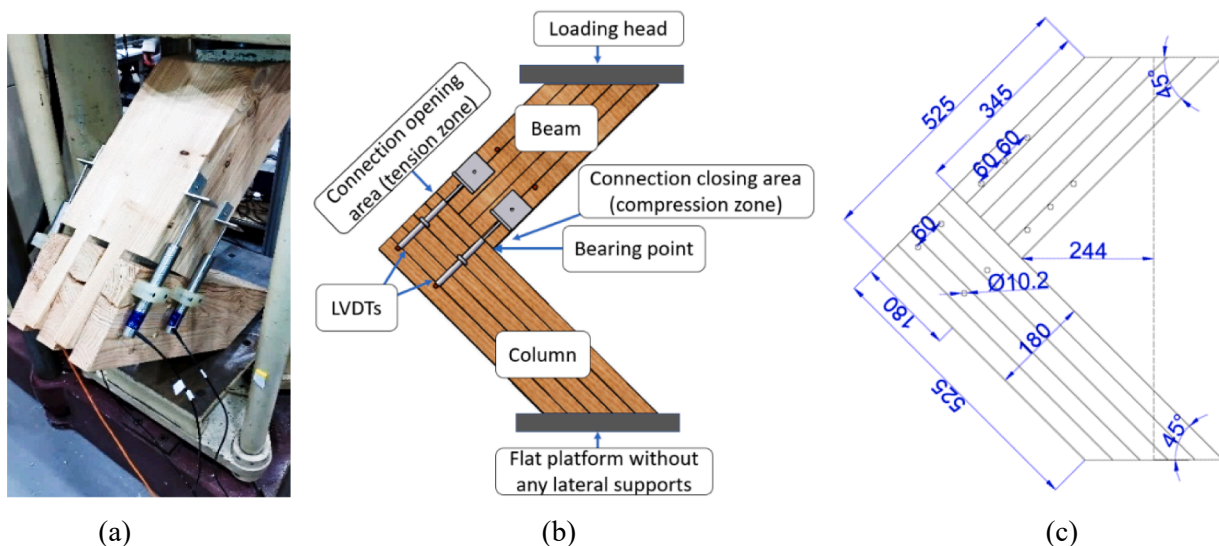 Loading head
Connection opening
area (tension zone)
Beam
Connection closing area
(compression zone)
Bearing point
LVDTs
Column
Flat platform without
any lateral supports
525
345
60
60
45°
60
244
Ø10.2
180
180
525
45°
(a)
(b)
(c)